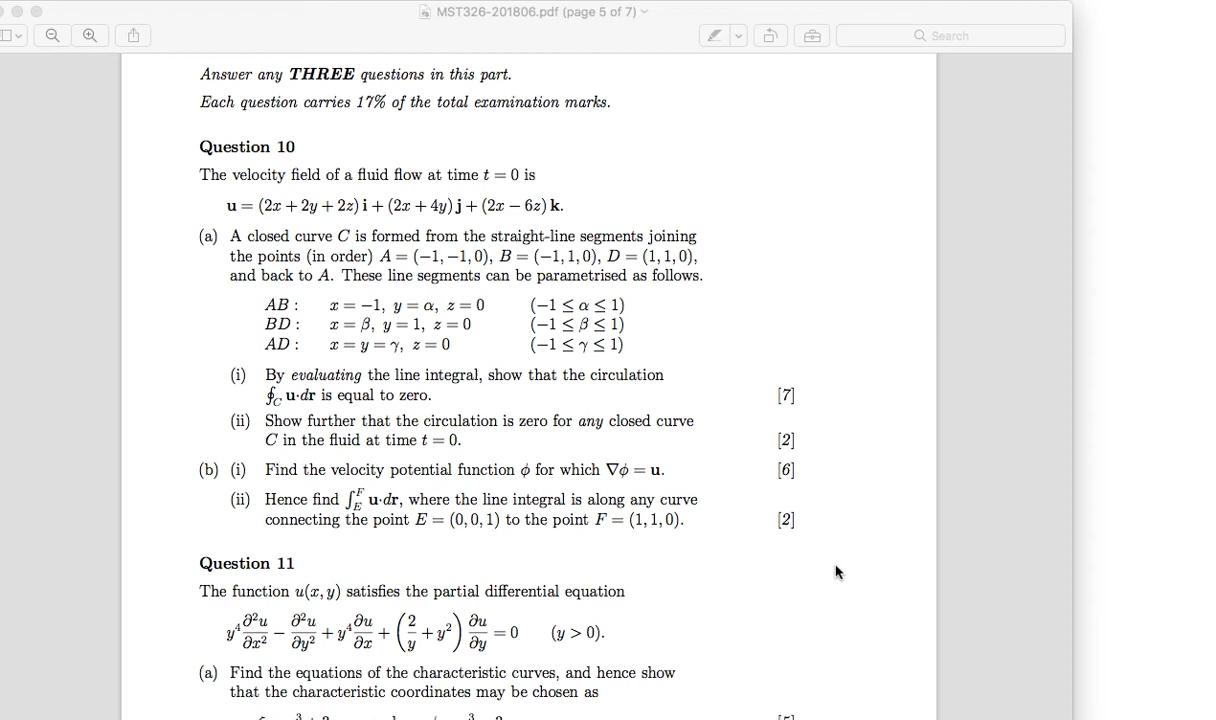 MST326-201806.pdf (page 5 of 7)
Search
Answer any THREE questions in this part.
Each question carries 17% of the total examination marks.
Question 10
The velocity field of a fluid flow at time t = 0 is
u = (2x + 2y + 2z) i + (2x + 4y) j + (2x − 6z) k.
(a) A closed curve C is formed from the straight-line segments joining
the points (in order) A = (−1, −1, 0), B = (−1, 1, 0), D = (1, 1, 0),
and back to A. These line segments can be parametrised as follows.
AB : x = −1, y = α, z = 0 (−1 ≤ α ≤ 1)
BD : x = β, y = 1, z = 0 (−1 ≤ β ≤ 1)
AD : x = y = γ, z = 0 (−1 ≤ γ ≤ 1)
(i) By evaluating the line integral, show that the circulation
∮_C u·dr is equal to zero. [7]
(ii) Show further that the circulation is zero for any closed curve
C in the fluid at time t = 0. [2]
(b) (i) Find the velocity potential function ϕ for which ∇ϕ = u. [6]
(ii) Hence find ∫_E^F u·dr, where the line integral is along any curve
connecting the point E = (0, 0, 1) to the point F = (1, 1, 0). [2]
Question 11
The function u(x, y) satisfies the partial differential equation
y⁴ ∂²u/∂x² − ∂²u/∂y² + y⁴ ∂u/∂x + (2/y + y²) ∂u/∂y = 0 (y > 0).
(a) Find the equations of the characteristic curves, and hence show
that the characteristic coordinates may be chosen as